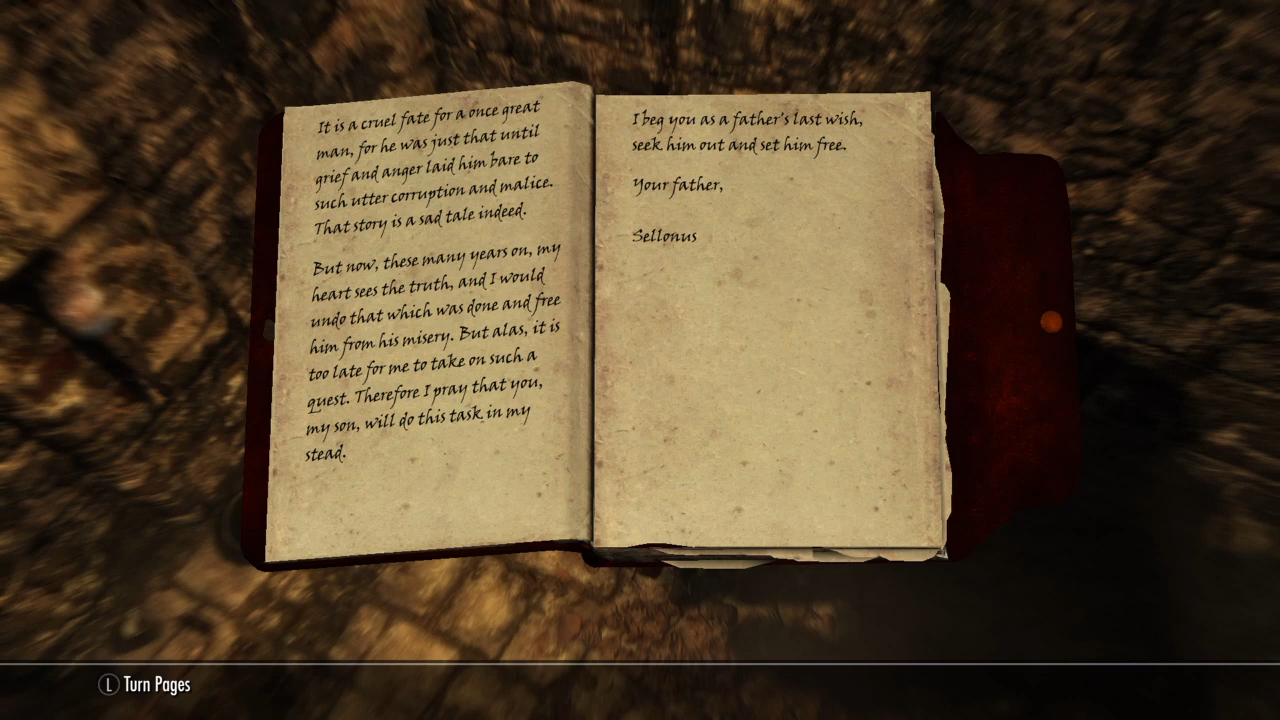 It is a cruel fate for a once great
man, for he was just that until
grief and anger laid him bare to
such utter corruption and malice.
That story is a sad tale indeed.
But now, these many years on, my
heart sees the truth, and I would
undo that which was done and free
him from his misery. But alas, it is
too late for me to take on such a
quest. Therefore I pray that you,
my son, will do this task in my
stead.
I beg you as a father's last wish,
seek him out and set him free.
Your father,
Sellonus
L Turn Pages